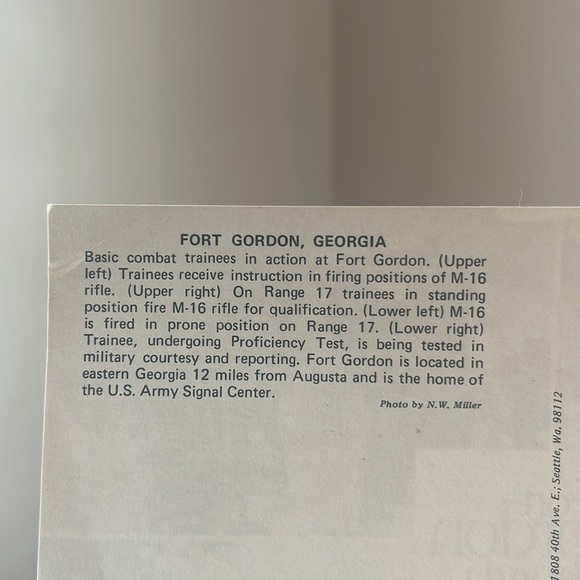 FORT GORDON, GEORGIA
Basic combat trainees in action at Fort Gordon. (Upper
left) Trainees receive instruction in firing positions of M-16
rifle. (Upper right) On Range 17 trainees in standing
position fire M-16 rifle for qualification. (Lower left) M-16
is fired in prone position on Range 17. (Lower right)
Trainee, undergoing Proficiency Test, is being tested in
military courtesy and reporting. Fort Gordon is located in
eastern Georgia 12 miles from Augusta and is the home of
the U.S. Army Signal Center.
Photo by N.W. Miller
1808 40th Ave. E.; Seattle, Wa. 98112